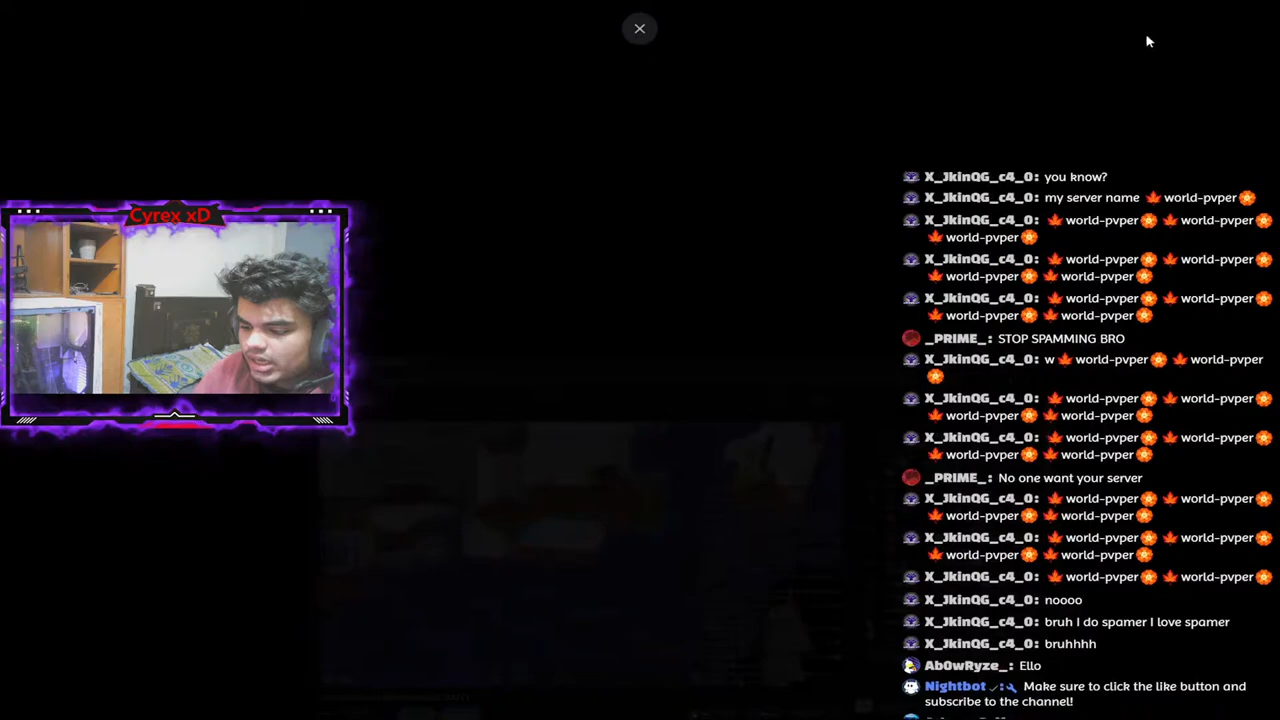 Cyrex xD
X_JkinQG_c4_0: you know?
X_JkinQG_c4_0: my server name 🍁 world-pvper🏵️
X_JkinQG_c4_0: 🍁 world-pvper🏵️ 🍁 world-pvper🏵️
🍁 world-pvper🏵️
X_JkinQG_c4_0: 🍁 world-pvper🏵️ 🍁 world-pvper🏵️
🍁 world-pvper🏵️ 🍁 world-pvper🏵️
X_JkinQG_c4_0: 🍁 world-pvper🏵️ 🍁 world-pvper🏵️
🍁 world-pvper🏵️ 🍁 world-pvper🏵️
_PRIME_: STOP SPAMMING BRO
X_JkinQG_c4_0: w 🍁 world-pvper🏵️ 🍁 world-pvper
🏵️
X_JkinQG_c4_0: 🍁 world-pvper🏵️ 🍁 world-pvper🏵️
🍁 world-pvper🏵️ 🍁 world-pvper🏵️
X_JkinQG_c4_0: 🍁 world-pvper🏵️ 🍁 world-pvper🏵️
🍁 world-pvper🏵️ 🍁 world-pvper🏵️
_PRIME_: No one want your server
X_JkinQG_c4_0: 🍁 world-pvper🏵️ 🍁 world-pvper🏵️
🍁 world-pvper🏵️ 🍁 world-pvper🏵️
X_JkinQG_c4_0: 🍁 world-pvper🏵️ 🍁 world-pvper🏵️
🍁 world-pvper🏵️ 🍁 world-pvper🏵️
X_JkinQG_c4_0: 🍁 world-pvper🏵️ 🍁 world-pvper🏵️
X_JkinQG_c4_0: noooo
X_JkinQG_c4_0: bruh I do spamer I love spamer
X_JkinQG_c4_0: bruhhhh
Ab0wRyze_: Ello
Nightbot ✓🔧: Make sure to click the like button and
subscribe to the channel!